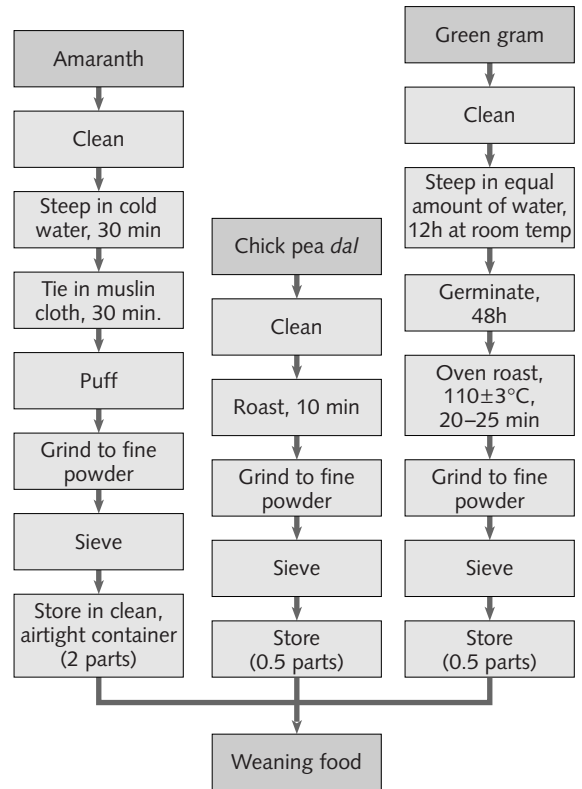 Amaranth
Clean
Steep in cold
water, 30 min
Tie in muslin
cloth, 30 min.
Puff
Grind to fine
powder
Sieve
Store in clean,
airtight container
(2 parts)
Chick pea dal
Clean
Roast, 10 min
Grind to fine
powder
Sieve
Store
(0.5 parts)
Green gram
Clean
Steep in equal
amount of water,
12h at room temp
Germinate,
48h
Oven roast,
110±3°C,
20–25 min
Grind to fine
powder
Sieve
Store
(0.5 parts)
Weaning food